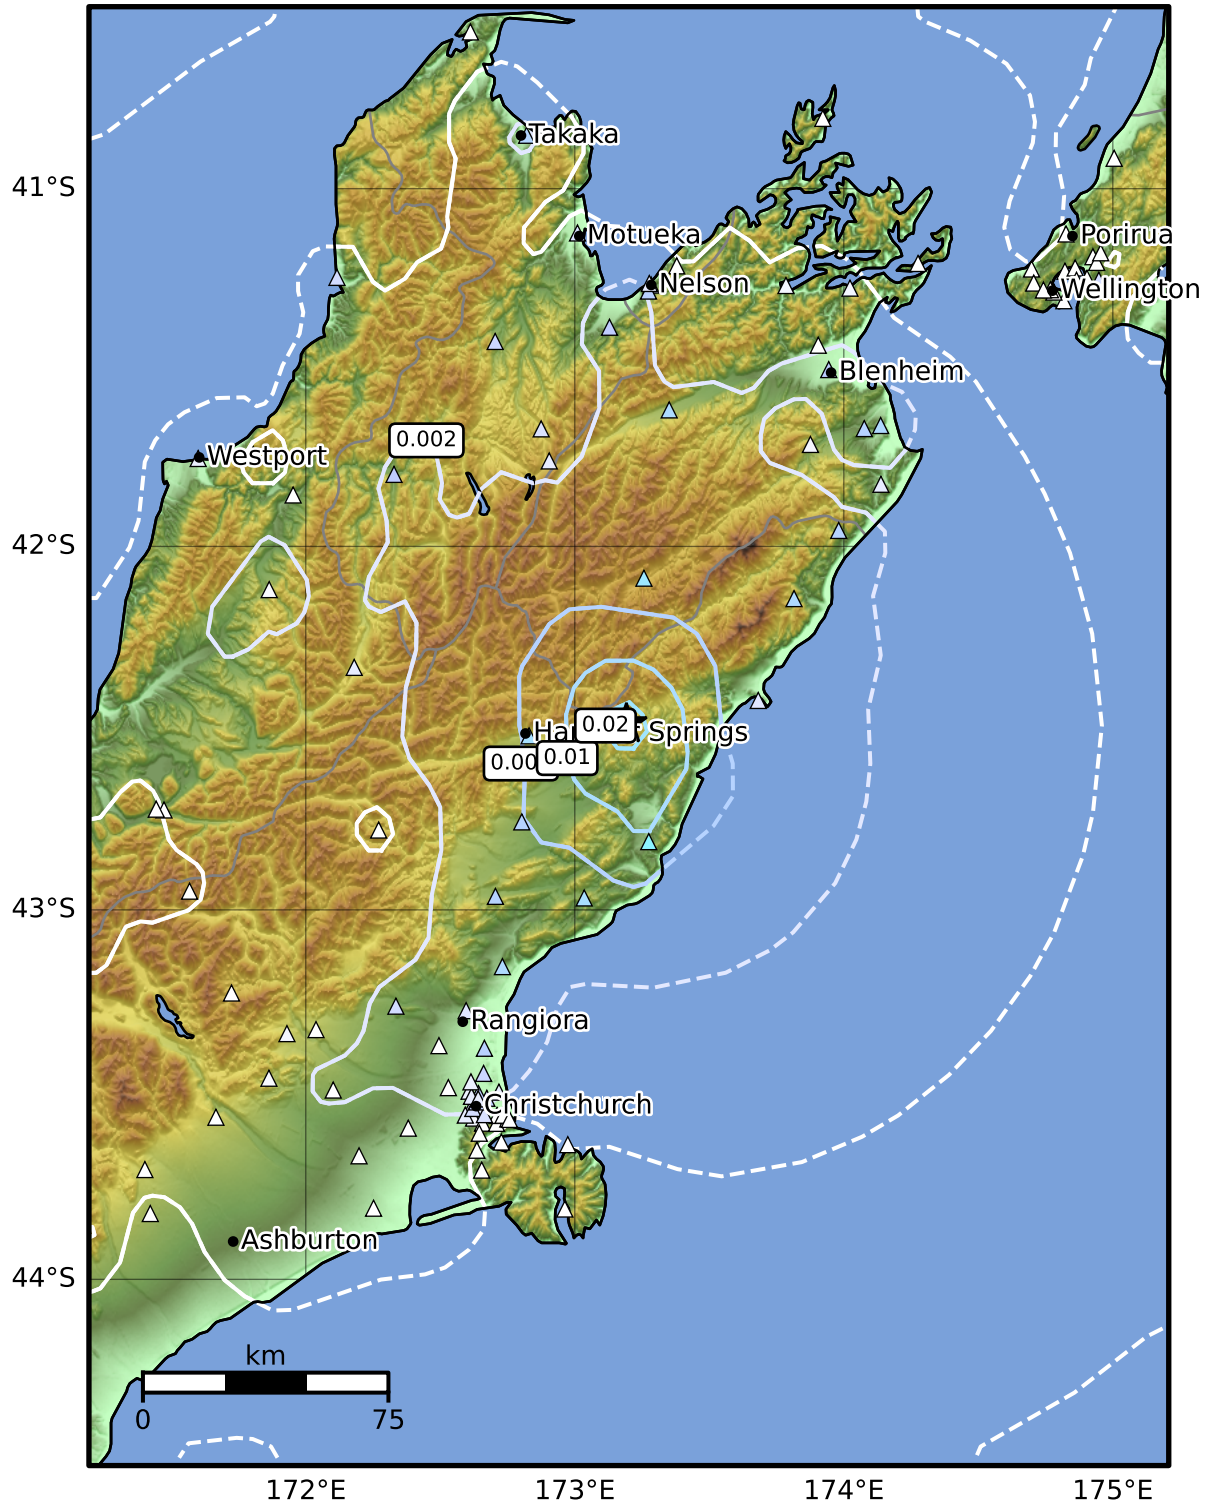 Takaka
41°S
Motueka
Porirua
Nelson
Wellington
Blenheim
0.002
Westport
42°S
0.02
Springs
0.01
43°S
Rangiora
Christchurch
Ashburton
44°S
km
0
75
172°E
173°E
174°E
175°E